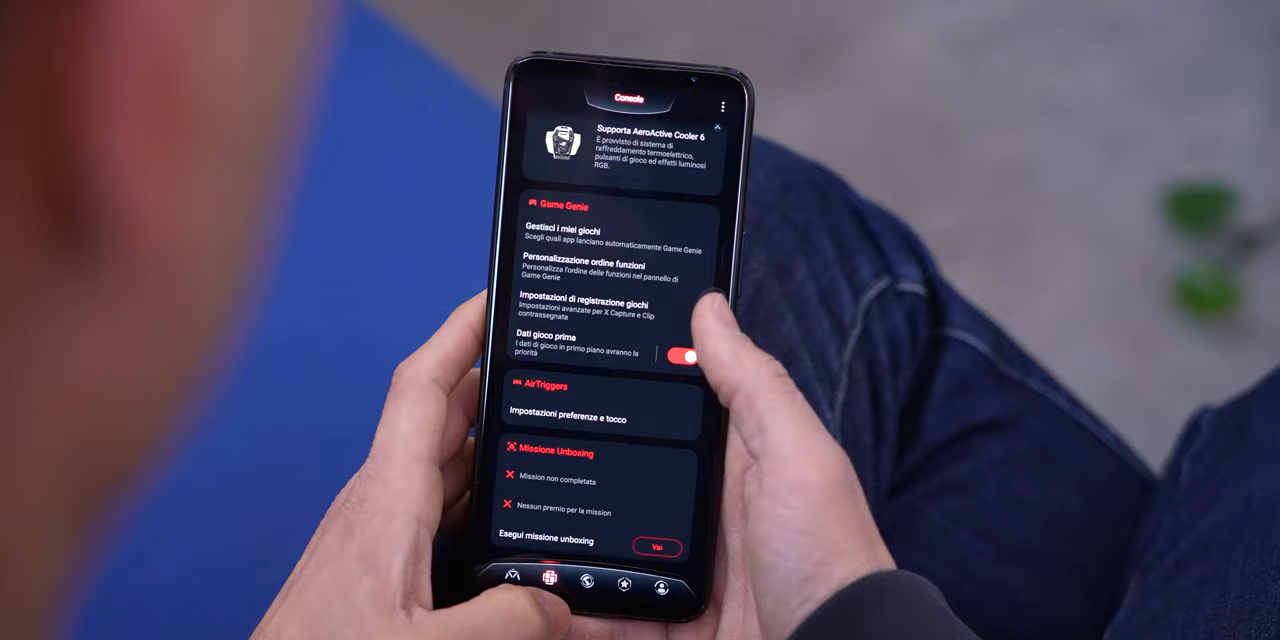 Console
Supporta AeroActive Cooler 6
È provvisto di sistema di
raffreddamento termoelettrico,
pulsanti di gioco ed effetti luminosi
RGB.
Game Genie
Gestisci i miei giochi
Scegli quali app lanciano automaticamente Game Genie
Personalizzazione ordine funzioni
Personalizza l'ordine delle funzioni nel pannello di
Game Genie
Impostazioni di registrazione giochi
Impostazioni avanzate per X Capture e Clip
contrassegnata
Dati gioco prima
I dati di gioco in primo piano avranno la
priorità
AirTriggers
Impostazioni preferenze e tocco
Missione Unboxing
Mission non completata
Nessun premio per la mission
Esegui missione unboxing
Vai